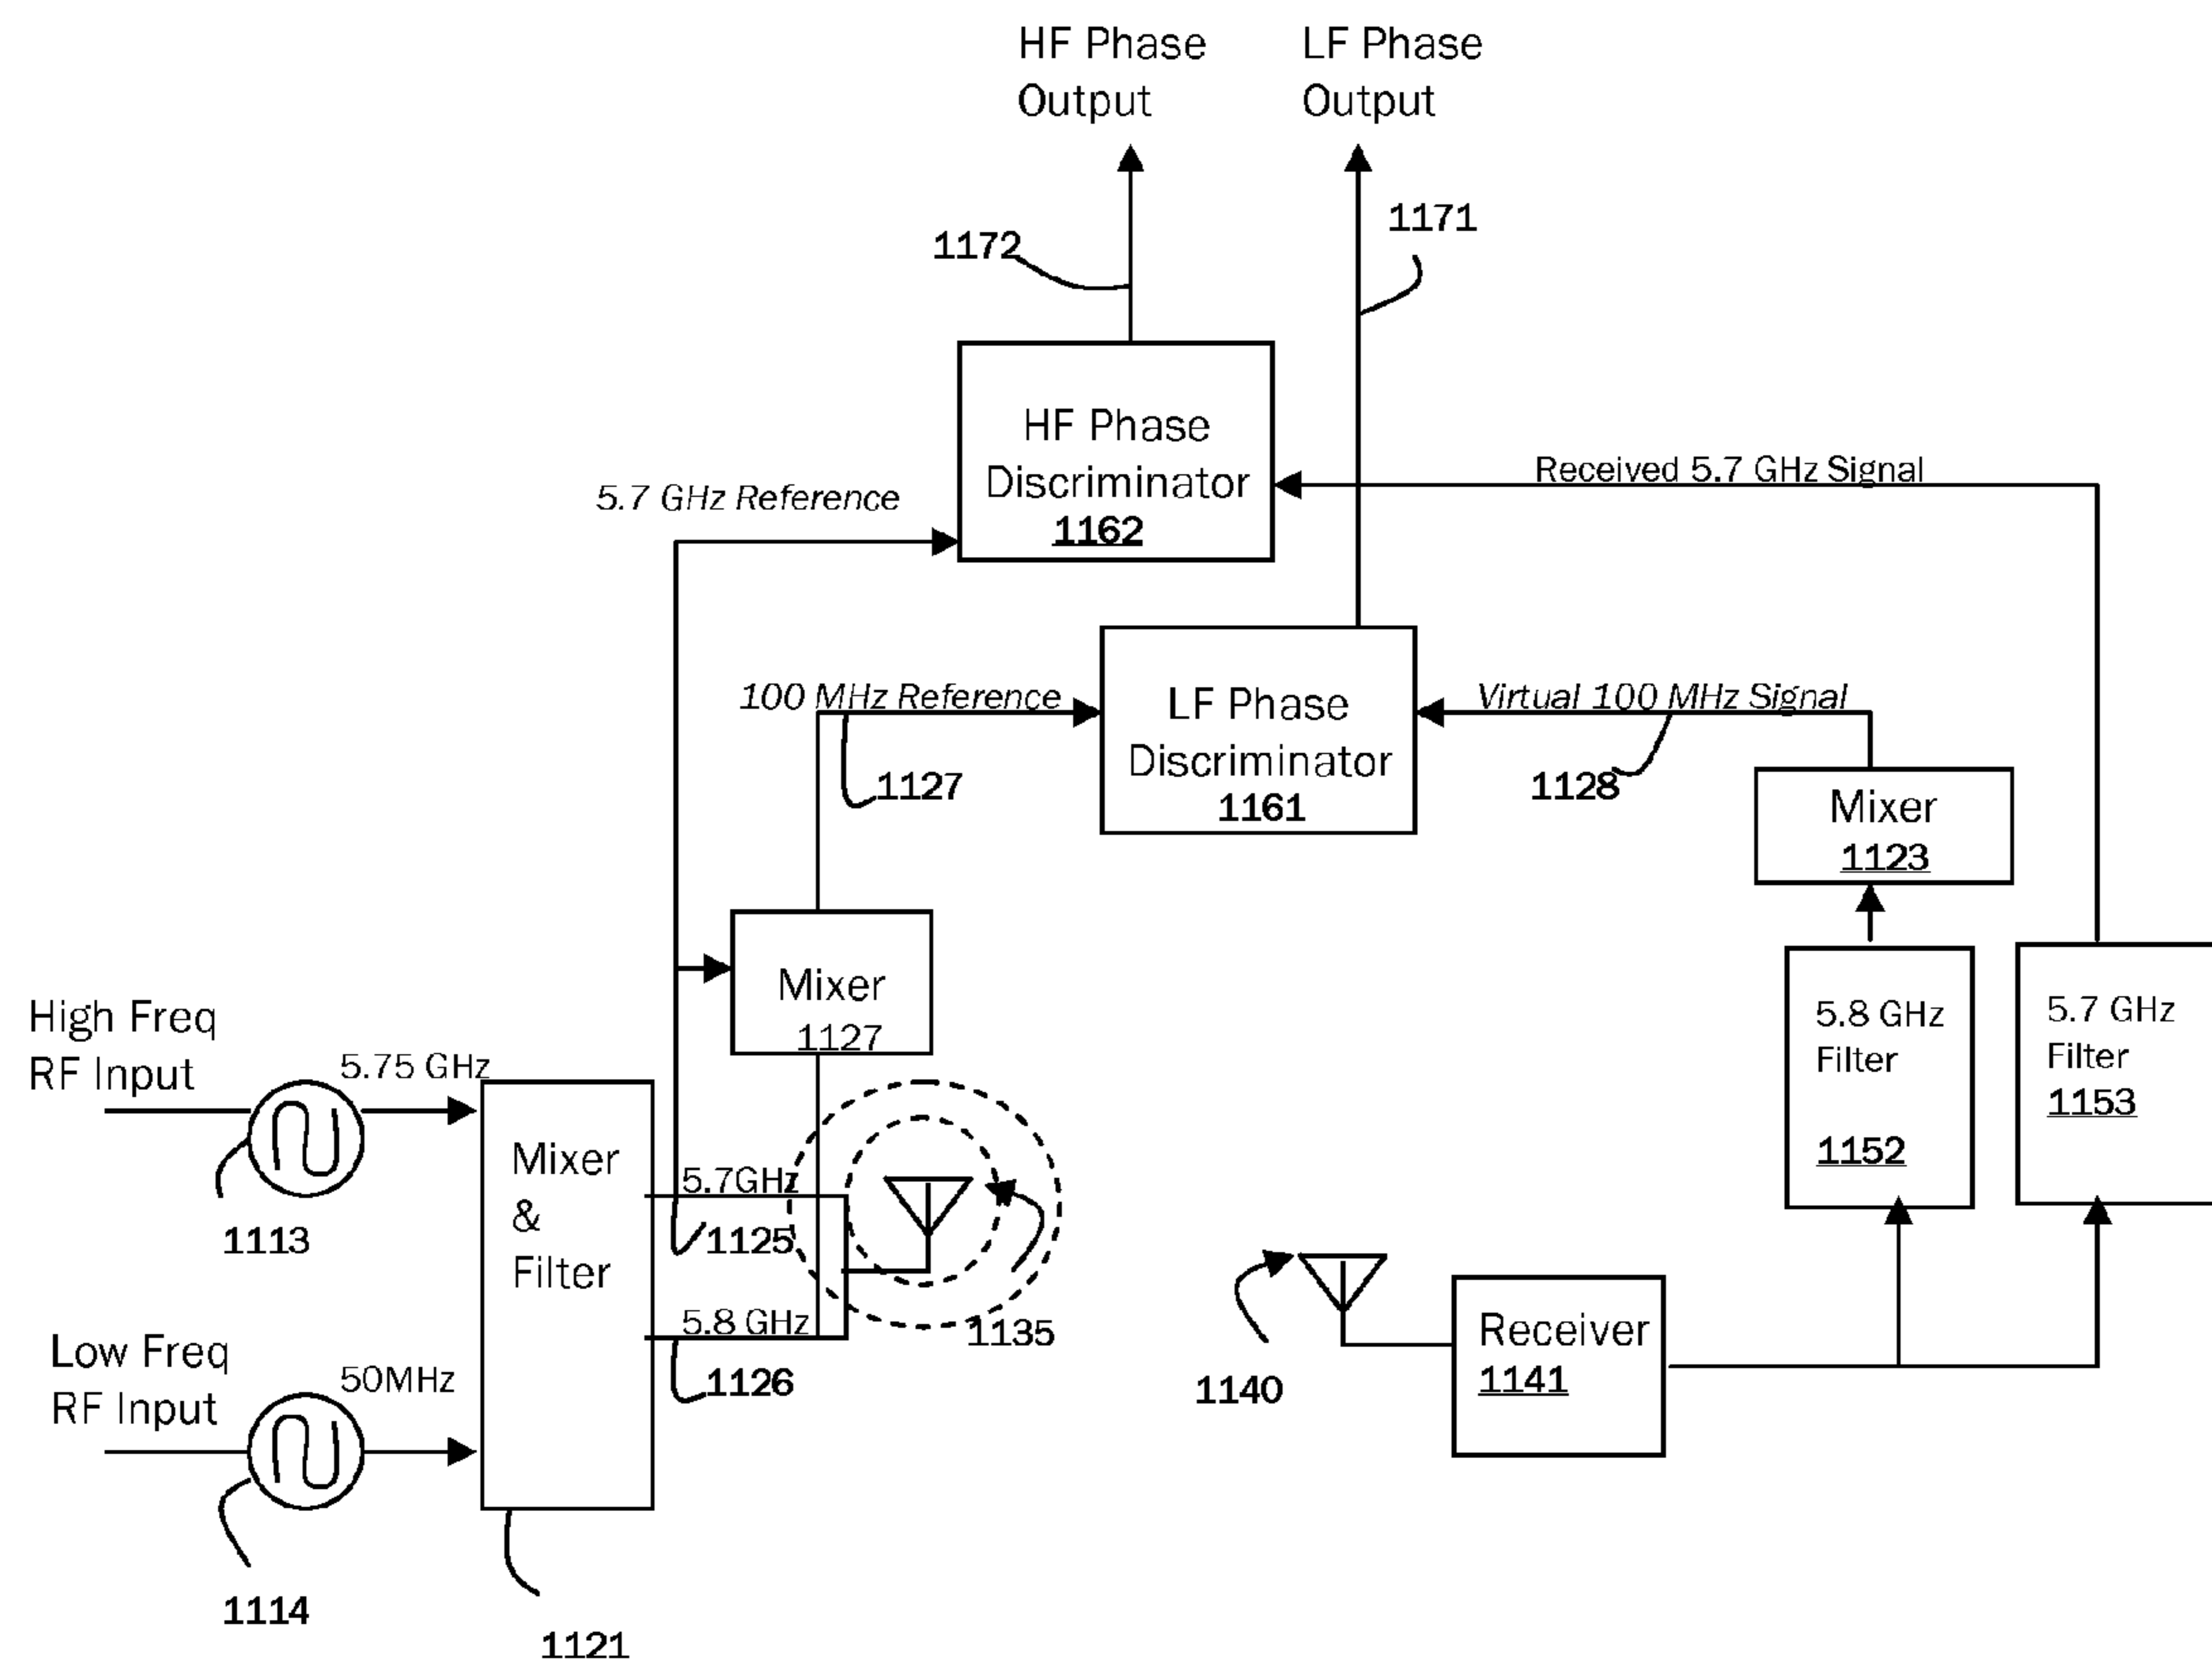 HF Phase
Output
LF Phase
Output
1172
1171
HF Phase
Discriminator
1162
5.7 GHz Reference
Received 5.7 GHz Signal
100 MHz Reference
1127
LF Phase
Discriminator
1161
Virtual 100 MHz Signal
1128
Mixer
1123
Mixer
1127
High Freq
RF Input
5.75 GHz
1113
Low Freq
RF Input
50MHz
1114
Mixer
&
Filter
1121
5.7GHz
1125
5.8 GHz
1126
1135
1140
Receiver
1141
5.8 GHz
Filter
1152
5.7 GHz
Filter
1153